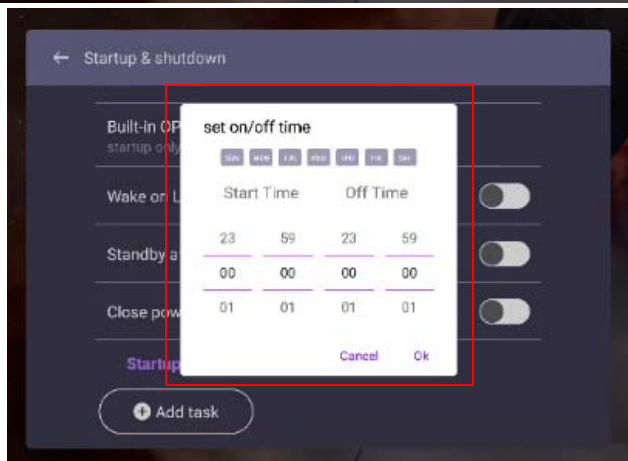 ← Startup & shutdown
Built-in OP
startup only
set on/off time
SUN MON TUE WED THU FRI SAT
Wake on L
Start Time Off Time
23 59 23 59
Standby a
00 00 00 00
Close pow
01 01 01 01
Startup
Cancel Ok
Add task